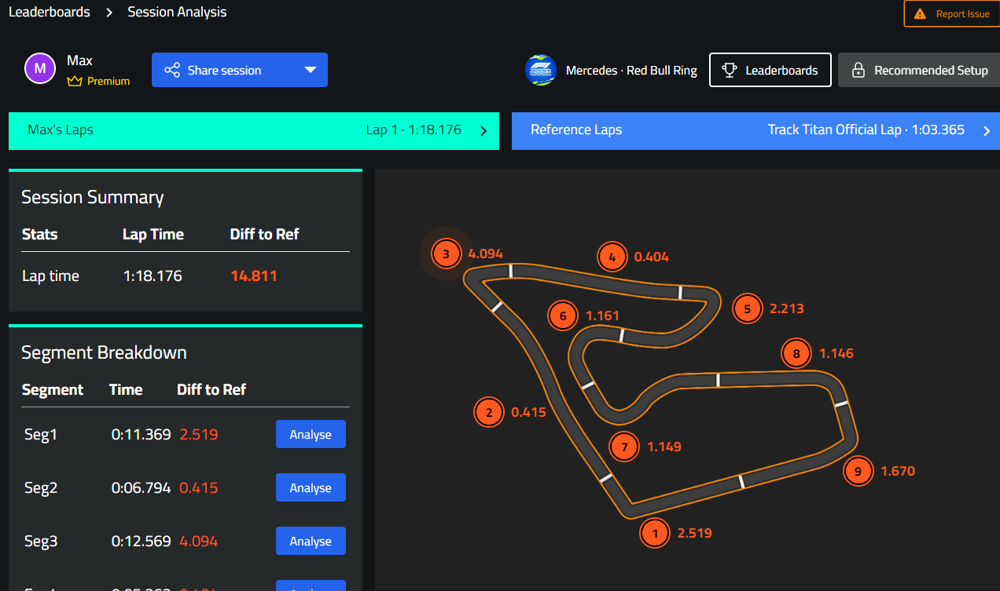 Leaderboards > Session Analysis
Report Issue
M
Max
Premium
Share session
Mercedes · Red Bull Ring
Leaderboards
Recommended Setup
Max's Laps
Lap 1 · 1:18.176
Reference Laps
Track Titan Official Lap · 1:03.365
Session Summary
Stats Lap Time Diff to Ref
Lap time 1:18.176 14.811
Segment Breakdown
Segment Time Diff to Ref
Seg1 0:11.369 2.519 Analyse
Seg2 0:06.794 0.415 Analyse
Seg3 0:12.569 4.094 Analyse
3 4.094
4 0.404
5 2.213
6 1.161
8 1.146
2 0.415
7 1.149
9 1.670
1 2.519